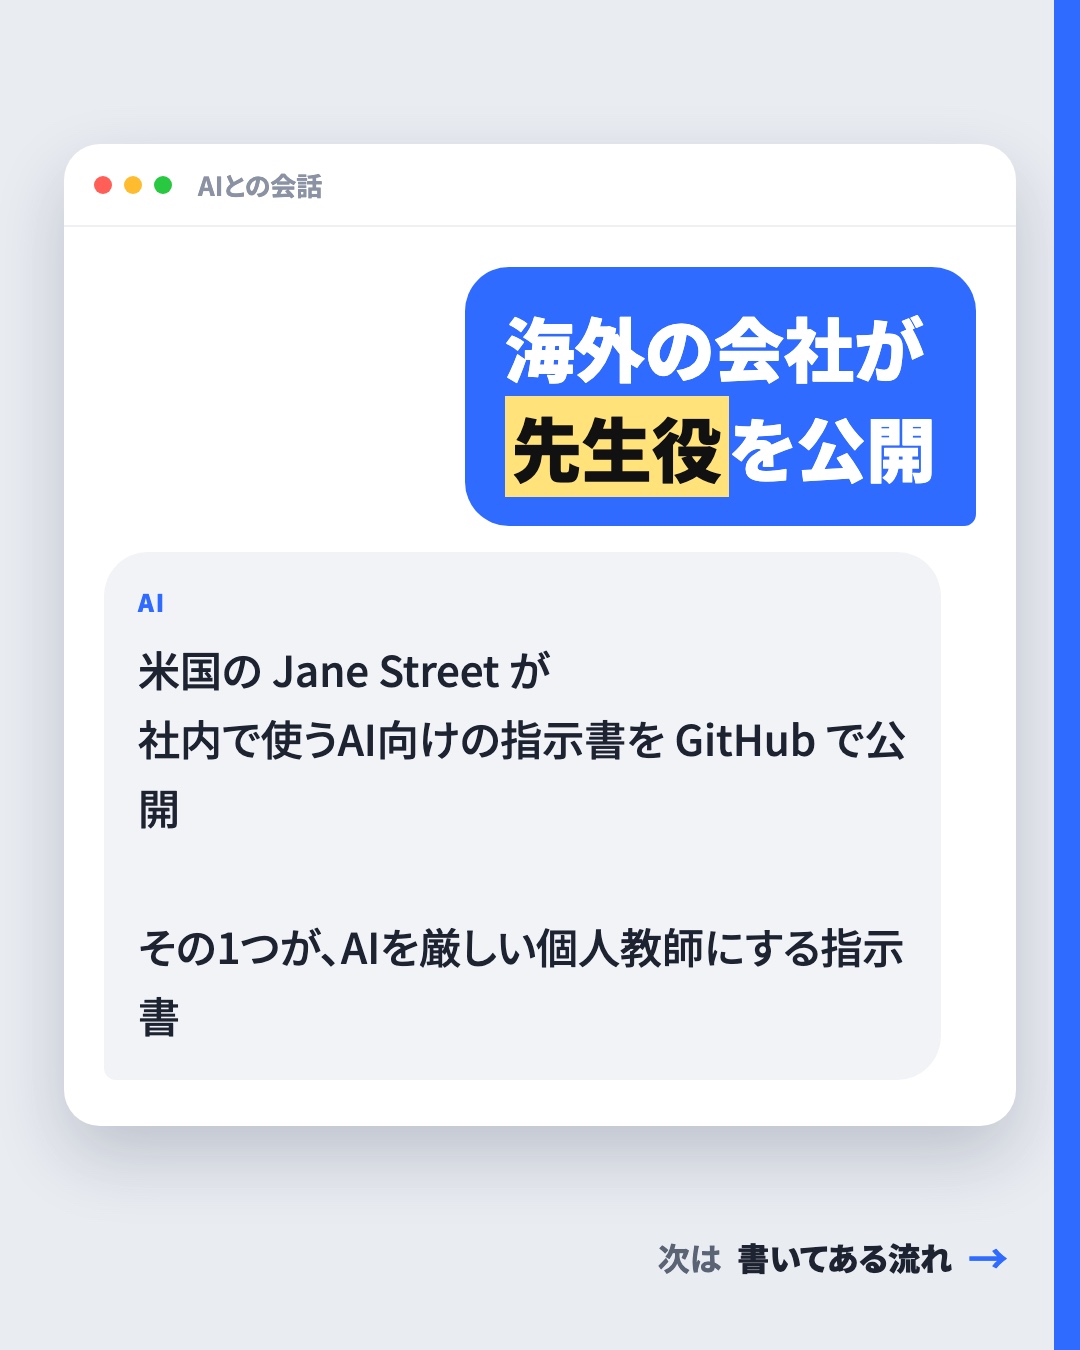 AIとの会話
海外の会社が
先生役を公開
AI
米国の Jane Street が
社内で使うAI向けの指示書を GitHub で公
開
その1つが、AIを厳しい個人教師にする指示
書
次は 書いてある流れ →